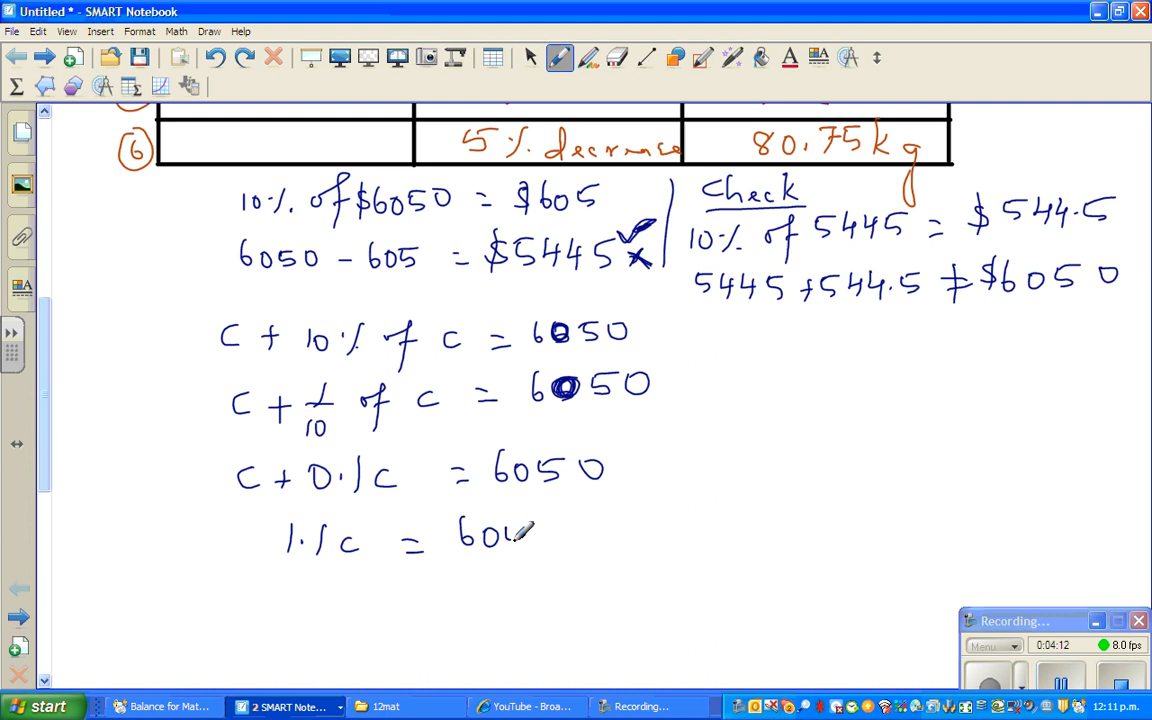 Untitled * - SMART Notebook
File Edit View Insert Format Math Draw Help
6 5% decrease 80.75kg
10% of $6050 = $605
6050 - 605 = $5445
Check
10% of 5445 = $544.5
5445 + 544.5 ≠ $6050
C + 10% of C = 6050
C + 1/10 of C = 6050
C + 0.1C = 6050
1.1C = 60
Recording...
Menu 0:04:12 8.0 fps
start Balance for Mat... 2 SMART Note... 12mat YouTube - Broa... Recording... 12:11 p.m.